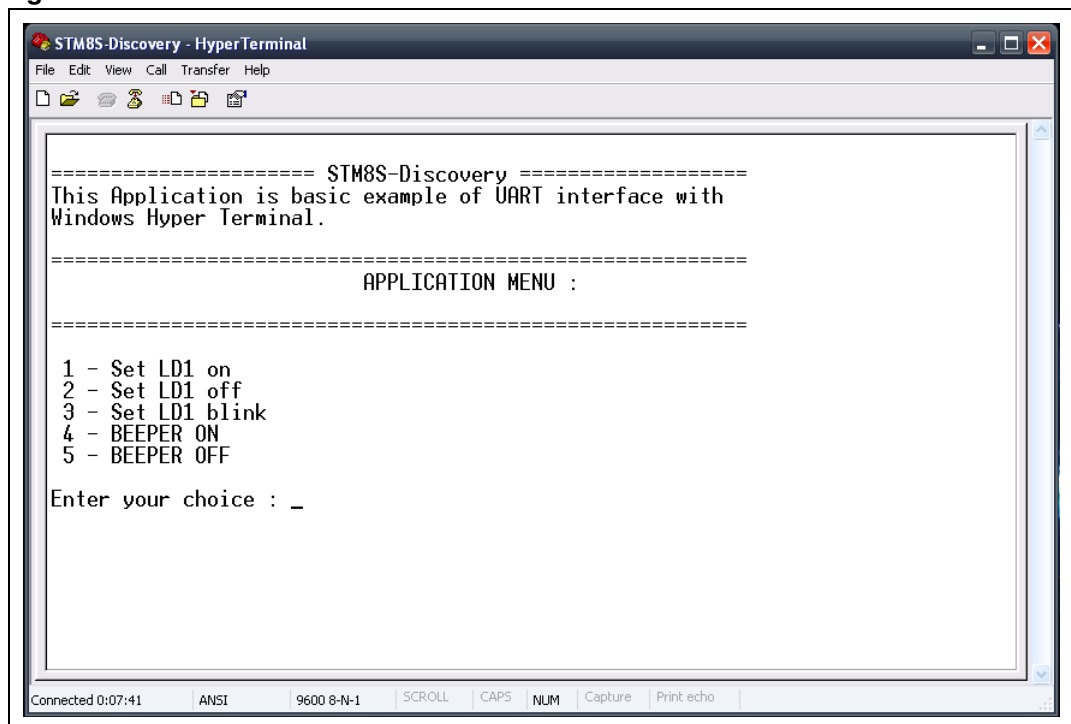 STM8S-Discovery - HyperTerminal
File Edit View Call Transfer Help
===================== STM8S-Discovery ===================
This Application is basic example of UART interface with
Windows Hyper Terminal.
==========================================================
APPLICATION MENU :
==========================================================
1 - Set LD1 on
2 - Set LD1 off
3 - Set LD1 blink
4 - BEEPER ON
5 - BEEPER OFF
Enter your choice : _
Connected 0:07:41 ANSI 9600 8-N-1 SCROLL CAPS NUM Capture Print echo